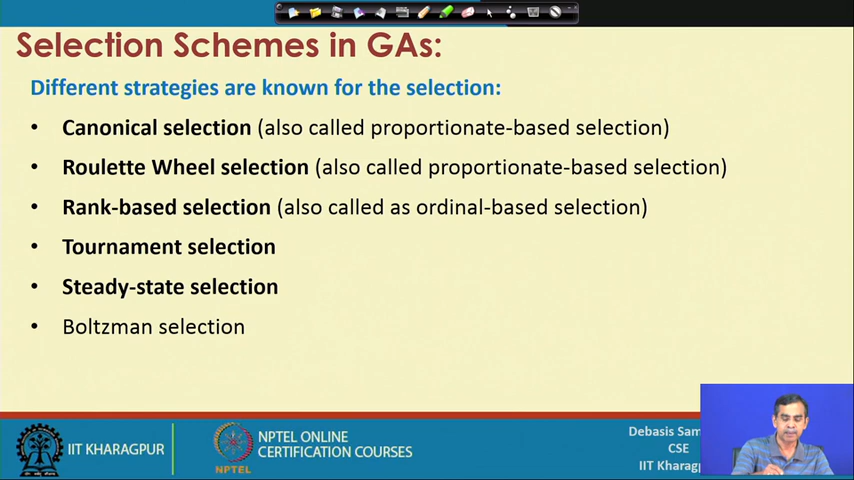 Selection Schemes in GAs:
Different strategies are known for the selection:
• Canonical selection (also called proportionate-based selection)
• Roulette Wheel selection (also called proportionate-based selection)
• Rank-based selection (also called as ordinal-based selection)
• Tournament selection
• Steady-state selection
• Boltzman selection
IIT KHARAGPUR
NPTEL
NPTEL ONLINE
CERTIFICATION COURSES
Debasis
CSE
IIT